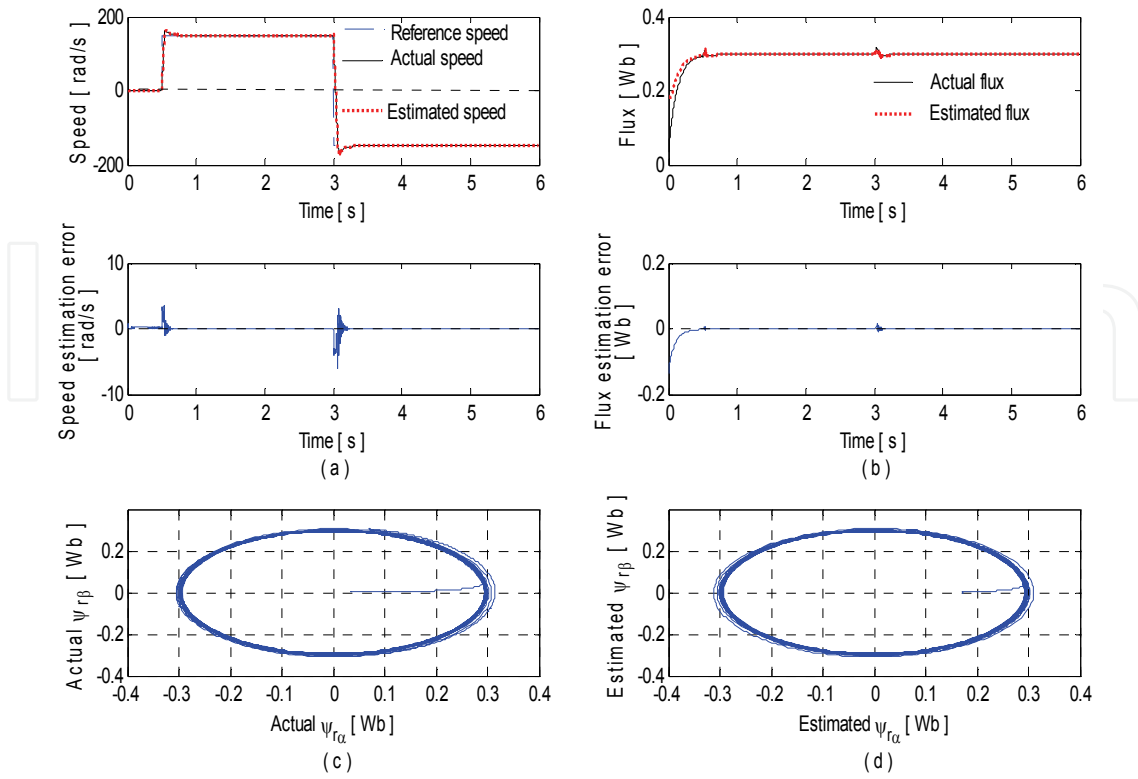 Speed [ rad/s]
200
0
-200
Reference speed
Actual speed
Estimated speed
0 1 2 3 4 5 6
Time [ s ]
Flux [ Wb]
0.4
0.2
0
Actual flux
Estimated flux
0 1 2 3 4 5 6
Time [ s ]
Speed estimation error
[ rad/s]
10
0
-10
0 1 2 3 4 5 6
Time [ s ]
(a)
Flux estimation error
[ Wb]
0.2
0
-0.2
0 1 2 3 4 5 6
Time [ s ]
(b)
Actual ψrβ [ Wb]
0.4
0.2
0
-0.2
-0.4
-0.4 -0.3 -0.2 -0.1 0 0.1 0.2 0.3 0.4
Actual ψrα [ Wb]
(c)
Estimated ψrβ [ Wb]
0.4
0.2
0
-0.2
-0.4
-0.4 -0.3 -0.2 -0.1 0 0.1 0.2 0.3 0.4
Estimated ψrα [ Wb]
(d)